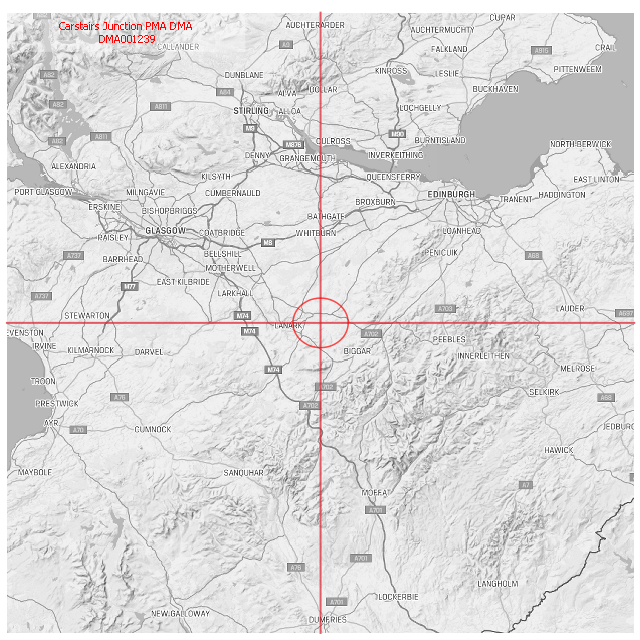 Carstairs Junction PMA DMA
DMA001239
CALLANDER
AUCHTERARDER
CUPAR
AUCHTERMUCHTY
FALKLAND
A915
CRAIL
A82
A9
KINROSS
LESLIE
PITTENWEEM
DUNBLANE
A84
ALVA
DOLLAR
BUCKHAVEN
A82
A811
STIRLING
ALLOA
LOCHGELLY
M9
M90
A82
A811
M876
CULROSS
BURNTISLAND
NORTH BERWICK
DENNY
GRANGEMOUTH
INVERKEITHING
ALEXANDRIA
KILSYTH
QUEENSFERRY
EAST LINTON
PORT GLASGOW
MILNGAVIE
CUMBERNAULD
EDINBURGH
HADDINGTON
ERSKINE
BISHOPBRIGGS
BATHGATE
BROXBURN
TRANENT
PAISLEY
GLASGOW
COATBRIDGE
WHITBURN
LOANHEAD
M8
A737
BARRHEAD
BELLSHILL
PENICUIK
A68
MOTHERWELL
M77
EAST KILBRIDE
A737
LARKHALL
A703
LAUDER
STEWARTON
M74
A697
EVENSTON
M74
LANARK
A702
PEEBLES
IRVINE
KILMARNOCK
DARVEL
BIGGAR
INNERLEITHEN
M74
MELROSE
TROON
A702
SELKIRK
PRESTWICK
A76
A702
A68
AYR
A70
CUMNOCK
JEDBURG
HAWICK
MAYBOLE
SANQUHAR
A7
MOFFAT
A701
A701
A76
LANGHOLM
LOCKERBIE
A701
NEW GALLOWAY
DUMFRIES